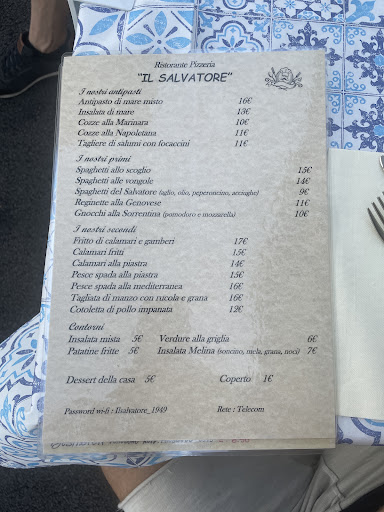 Ristorante Pizzeria
"IL SALVATORE"
I nostri antipasti
Antipasto di mare misto 16€
Insalata di mare 13€
Cozze alla Marinara 10€
Cozze alla Napoletana 11€
Tagliere di salumi con focaccini 11€
I nostri primi
Spaghetti allo scoglio 15€
Spaghetti alle vongole 14€
Spaghetti del Salvatore (aglio, olio, peperoncino, acciughe) 9€
Reginette alla Genovese 11€
Gnocchi alla Sorrentina (pomodoro e mozzarella) 10€
I nostri secondi
Fritto di calamari e gamberi 17€
Calamari fritti 15€
Calamari alla piastra 14€
Pesce spada alla piastra 15€
Pesce spada alla mediterranea 16€
Tagliata di manzo con rucola e grana 16€
Cotoletta di pollo impanata 12€
Contorni
Insalata mista 5€ Verdure alla griglia 6€
Patatine fritte 5€ Insalata Melina (soncino, mela, grana, noci) 7€
Dessert della casa 5€ Coperto 1€
Password wi-fi : Ilsalvatore_1949 Rete : Telecom